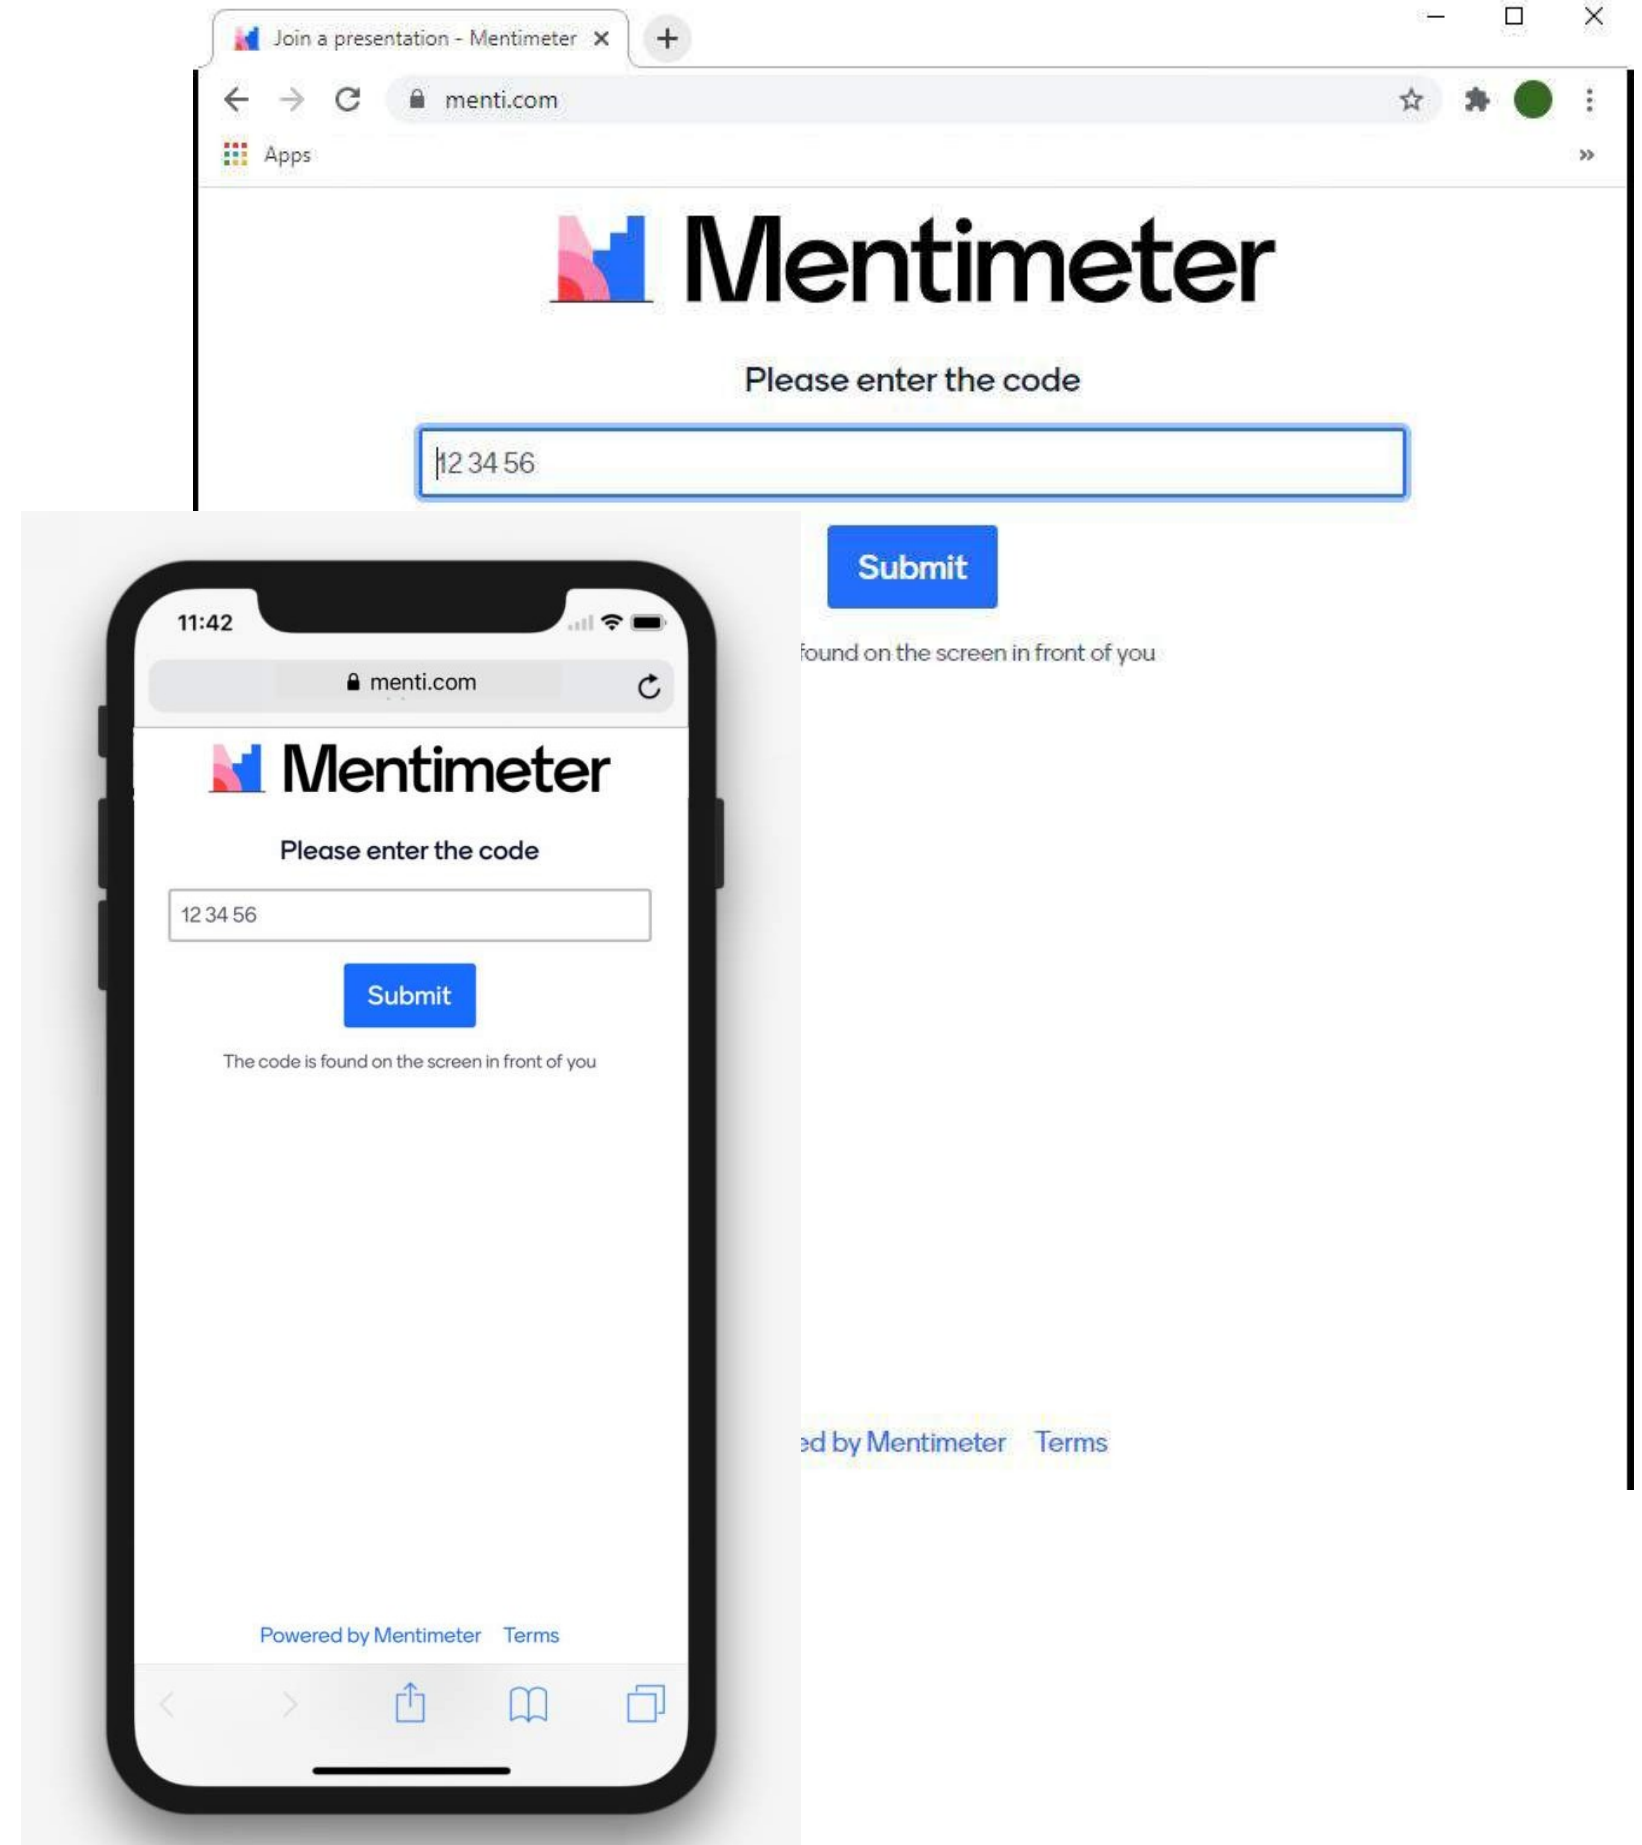 Join a presentation - Mentimeter
menti.com
Apps
Mentimeter
Please enter the code
12 34 56
Submit
found on the screen in front of you
ed by Mentimeter Terms
11:42
menti.com
Mentimeter
Please enter the code
12 34 56
Submit
The code is found on the screen in front of you
Powered by Mentimeter Terms